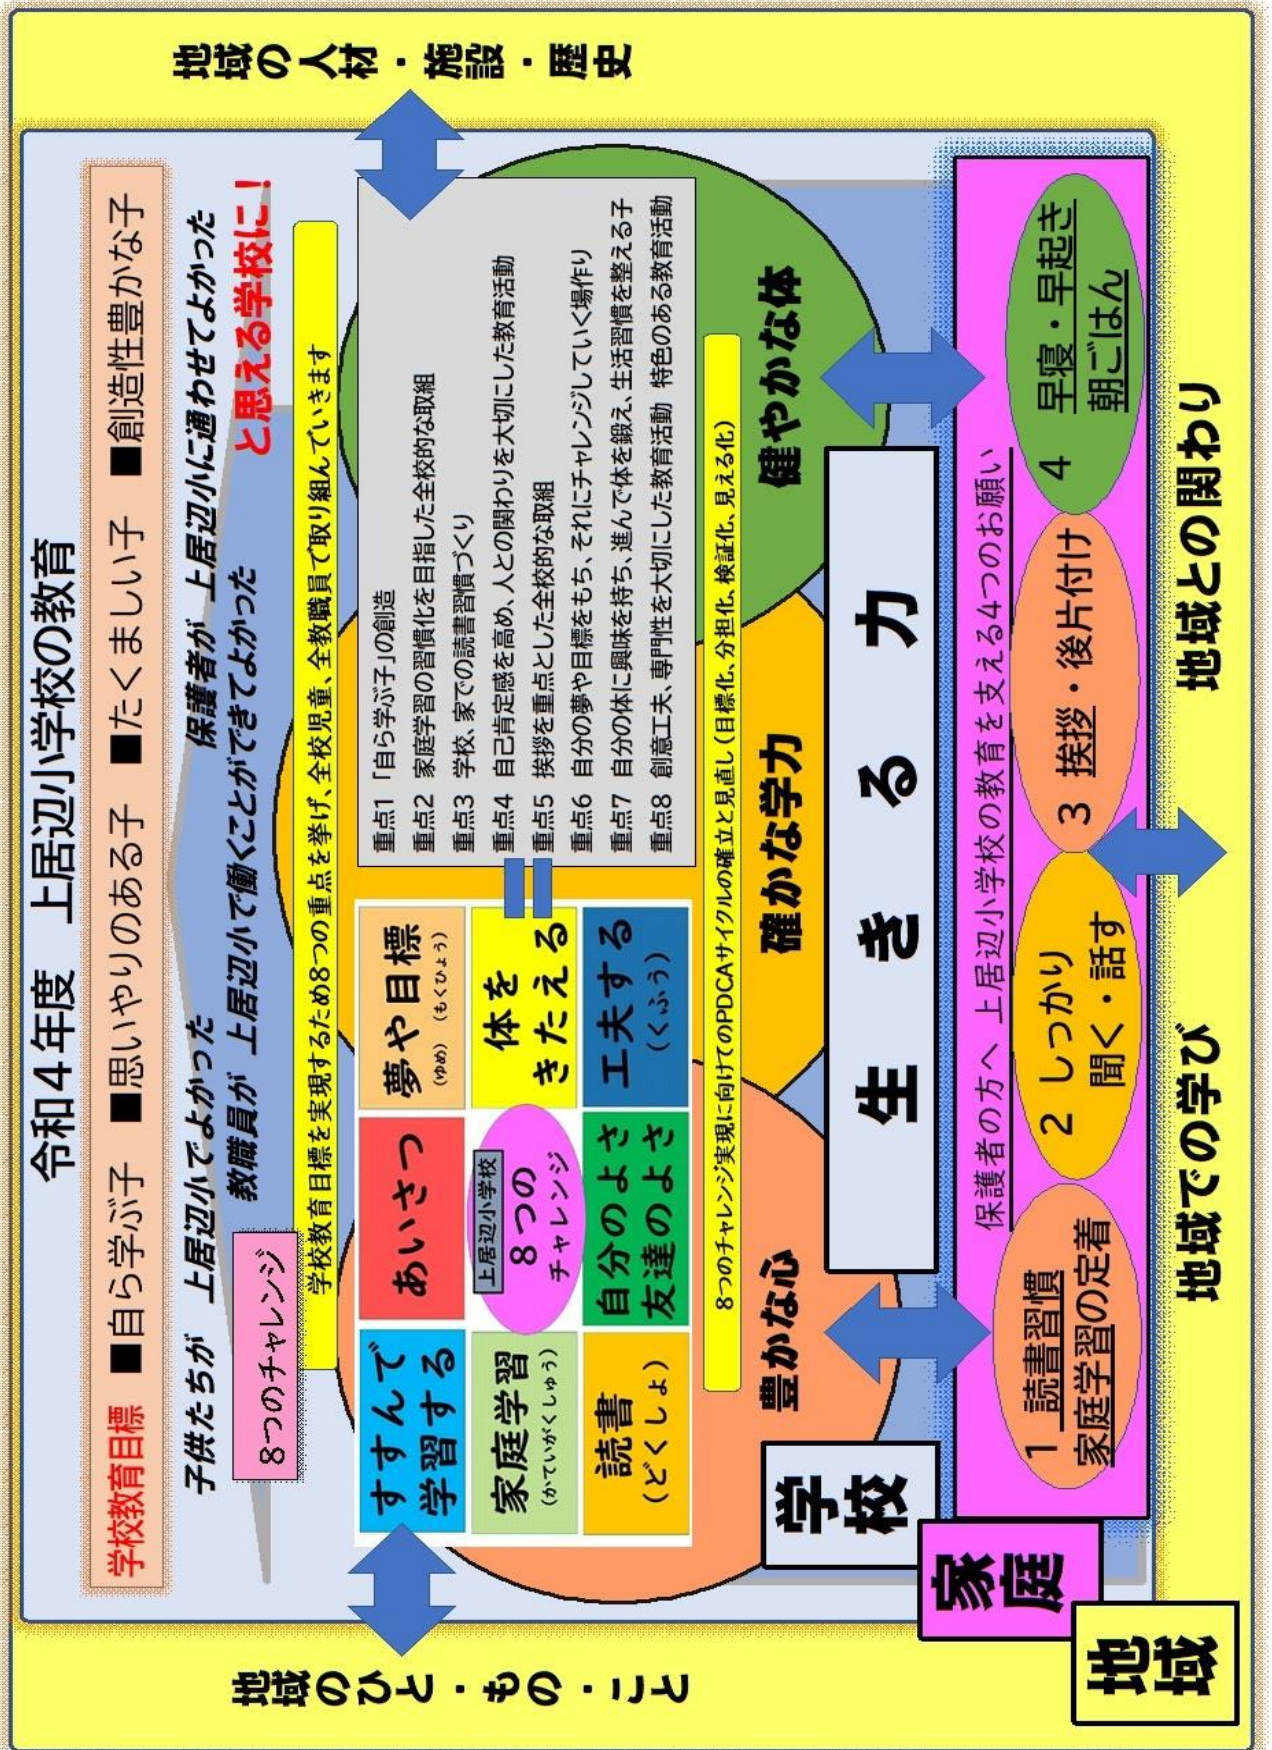 令和4年度　上居辺小学校の教育
学校教育目標　■自ら学ぶ子　■思いやりのある子　■たくましい子　■創造性豊かな子
子供たちが　上居辺小でよかった
保護者が　上居辺小に通わせてよかった
教職員が　上居辺小で働くことができてよかった
と思える学校に！
8つのチャレンジ
学校教育目標を実現するため8つの重点を挙げ、全校児童、全教職員で取り組んでいきます
すすんで
学習する
あいさつ
夢や目標
（ゆめ）（もくひょう）
家庭学習
（かていがくしゅう）
上居辺小学校
8つの
チャレンジ
体を
きたえる
読書
（どくしょ）
自分のよさ
友達のよさ
工夫する
（くふう）
重点1　「自ら学ぶ子」の創造
重点2　家庭学習の習慣化を目指した全校的な取組
重点3　学校、家での読書習慣づくり
重点4　自己肯定感を高め、人との関わりを大切にした教育活動
重点5　挨拶を重点とした全校的な取組
重点6　自分の夢や目標をもち、それにチャレンジしていく場作り
重点7　自分の体に興味を持ち、進んで体を鍛え、生活習慣を整える子
重点8　創意工夫、専門性を大切にした教育活動　特色のある教育活動
8つのチャレンジ実現に向けてのPDCAサイクルの確立と見直し（目標化、分担化、検証化、見える化）
豊かな心
確かな学力
健やかな体
生きる力
学校
保護者の方へ　上居辺小学校の教育を支える4つのお願い
1　読書習慣
家庭学習の定着
2　しっかり
聞く・話す
3　挨拶・後片付け
4　早寝・早起き
朝ごはん
家庭
地域
地域のひと・もの・こと
地域の人材・施設・歴史
地域での学び
地域との関わり